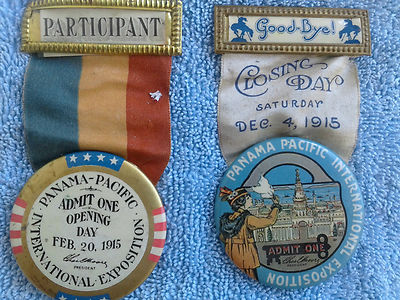 PARTICIPANT
PANAMA-PACIFIC
INTERNATIONAL EXPOSITION
ADMIT ONE
OPENING
DAY
FEB. 20. 1915
PRESIDENT
Good-Bye!
CLOSING
DAY
SATURDAY
DEC. 4, 1915
PANAMA PACIFIC INTERNATIONAL EXPOSITION
ADMIT ONE
PRESIDENT